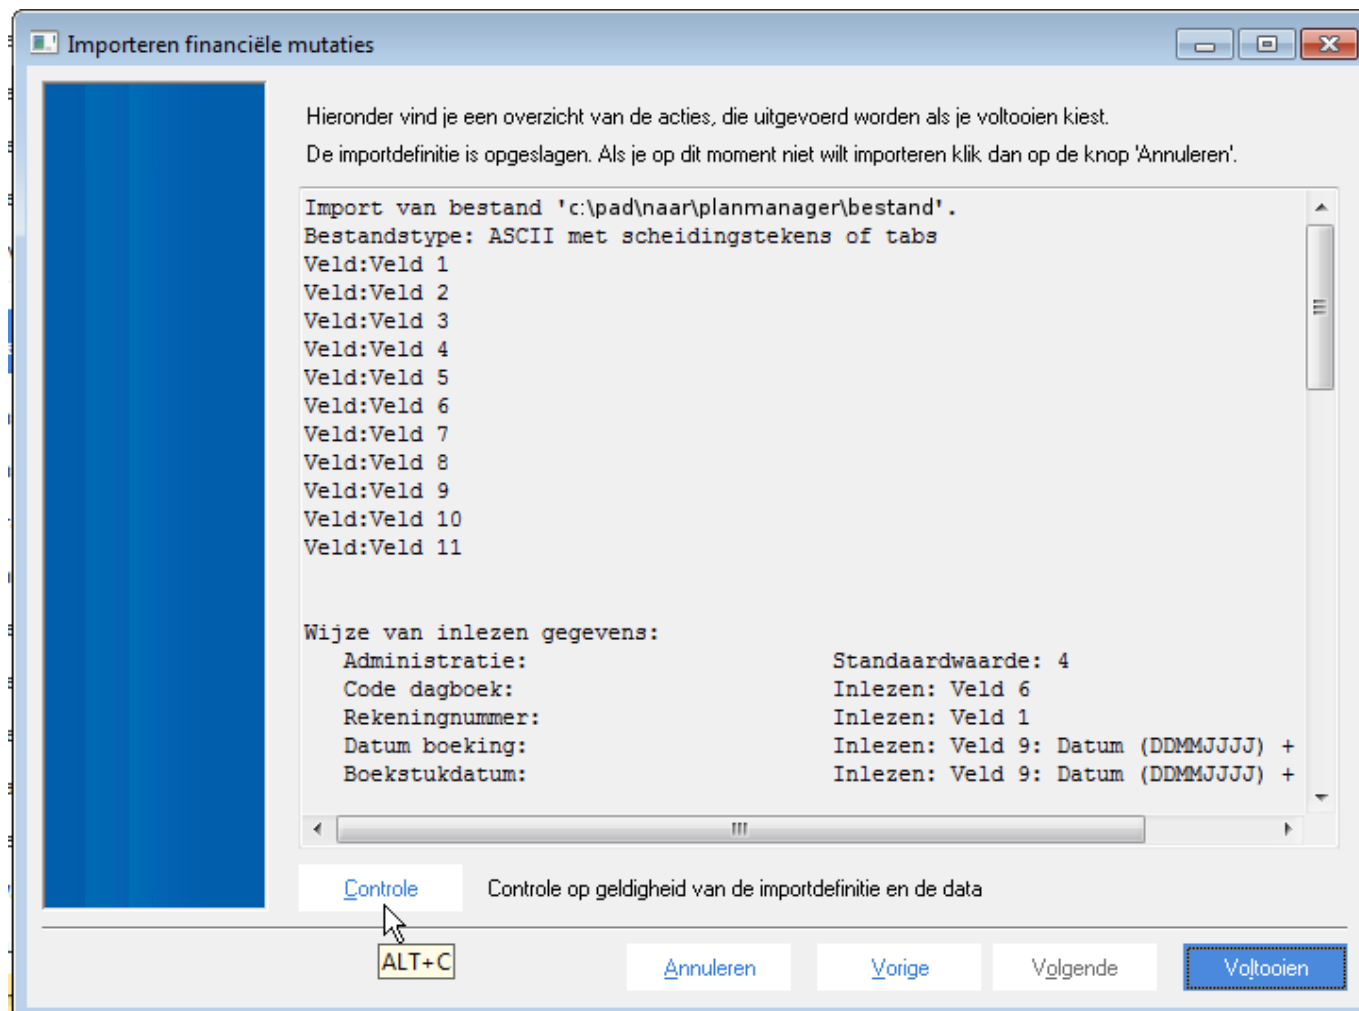 Importeren financiële mutaties
Hieronder vind je een overzicht van de acties, die uitgevoerd worden als je voltooien kiest.
De importdefinitie is opgeslagen. Als je op dit moment niet wilt importeren klik dan op de knop 'Annuleren'.
Import van bestand 'c:\pad\naar\planmanager\bestand'.
Bestandstype: ASCII met scheidingstekens of tabs
Veld:Veld 1
Veld:Veld 2
Veld:Veld 3
Veld:Veld 4
Veld:Veld 5
Veld:Veld 6
Veld:Veld 7
Veld:Veld 8
Veld:Veld 9
Veld:Veld 10
Veld:Veld 11
Wijze van inlezen gegevens:
Administratie: Standaardwaarde: 4
Code dagboek: Inlezen: Veld 6
Rekeningnummer: Inlezen: Veld 1
Datum boeking: Inlezen: Veld 9: Datum (DDMMJJJJ) +
Boekstukdatum: Inlezen: Veld 9: Datum (DDMMJJJJ) +
Controle Controle op geldigheid van de importdefinitie en de data
ALT+C
Annuleren Vorige Volgende Voltooien